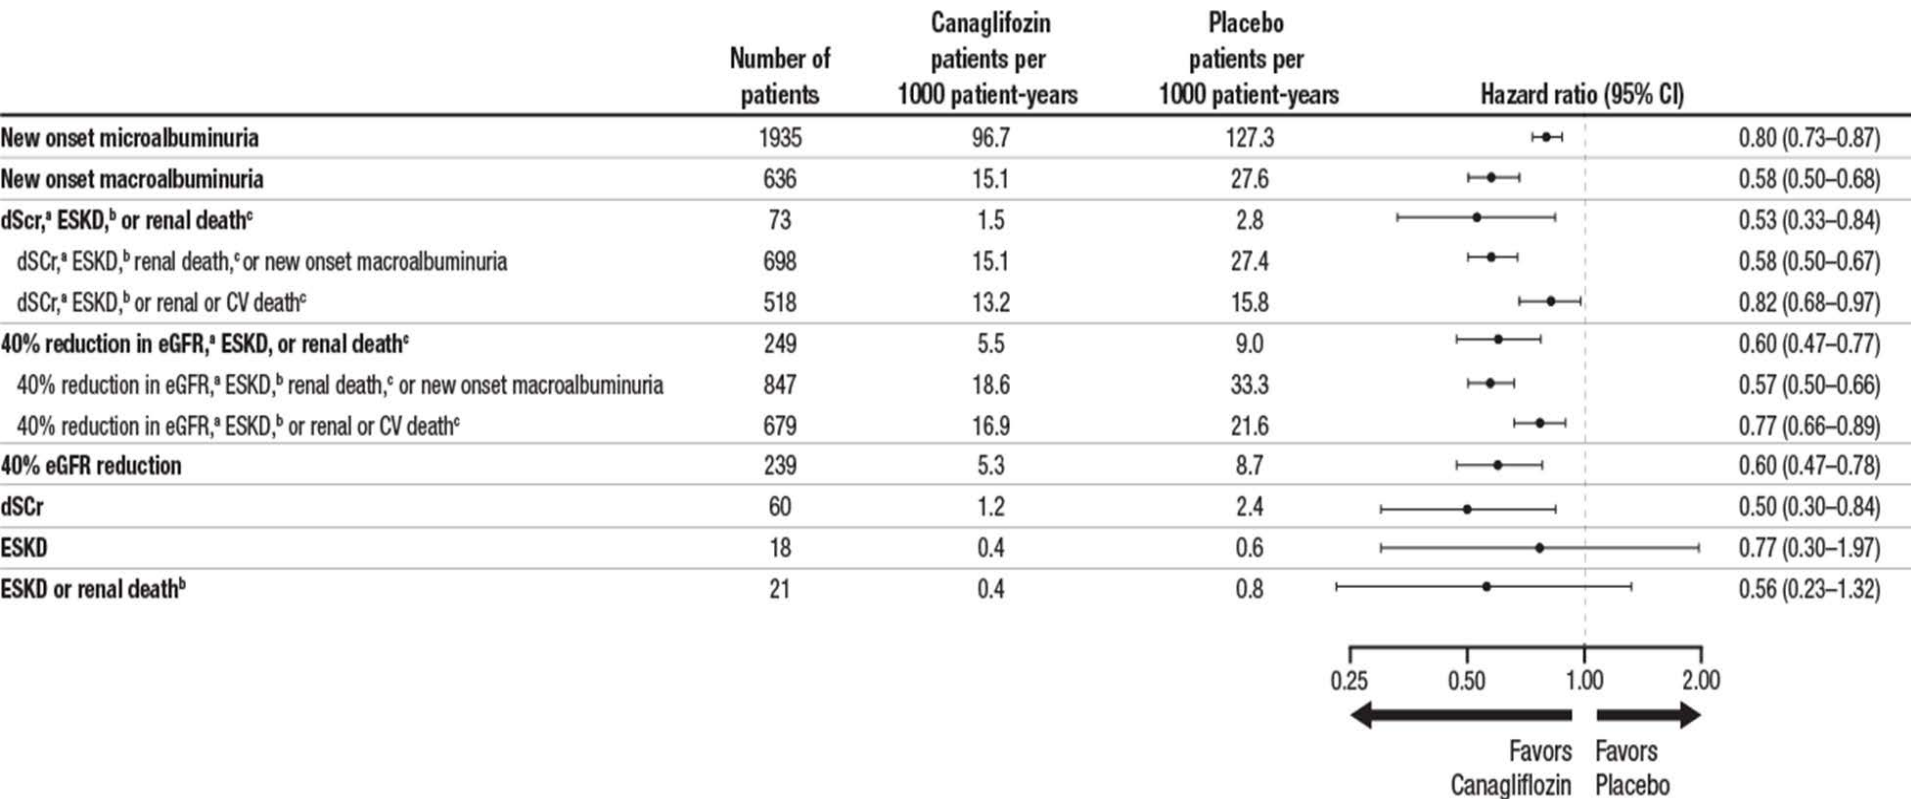 Number of patients Canaglifozin patients per 1000 patient-years Placebo patients per 1000 patient-years Hazard ratio (95% CI)
New onset microalbuminuria 1935 96.7 127.3 0.80 (0.73–0.87)
New onset macroalbuminuria 636 15.1 27.6 0.58 (0.50–0.68)
dScr,ᵃ ESKD,ᵇ or renal deathᶜ 73 1.5 2.8 0.53 (0.33–0.84)
dSCr,ᵃ ESKD,ᵇ renal death,ᶜ or new onset macroalbuminuria 698 15.1 27.4 0.58 (0.50–0.67)
dSCr,ᵃ ESKD,ᵇ or renal or CV deathᶜ 518 13.2 15.8 0.82 (0.68–0.97)
40% reduction in eGFR,ᵃ ESKD, or renal deathᶜ 249 5.5 9.0 0.60 (0.47–0.77)
40% reduction in eGFR,ᵃ ESKD,ᵇ renal death,ᶜ or new onset macroalbuminuria 847 18.6 33.3 0.57 (0.50–0.66)
40% reduction in eGFR,ᵃ ESKD,ᵇ or renal or CV deathᶜ 679 16.9 21.6 0.77 (0.66–0.89)
40% eGFR reduction 239 5.3 8.7 0.60 (0.47–0.78)
dSCr 60 1.2 2.4 0.50 (0.30–0.84)
ESKD 18 0.4 0.6 0.77 (0.30–1.97)
ESKD or renal deathᵇ 21 0.4 0.8 0.56 (0.23–1.32)
0.25 0.50 1.00 2.00
Favors Canagliflozin
Favors Placebo